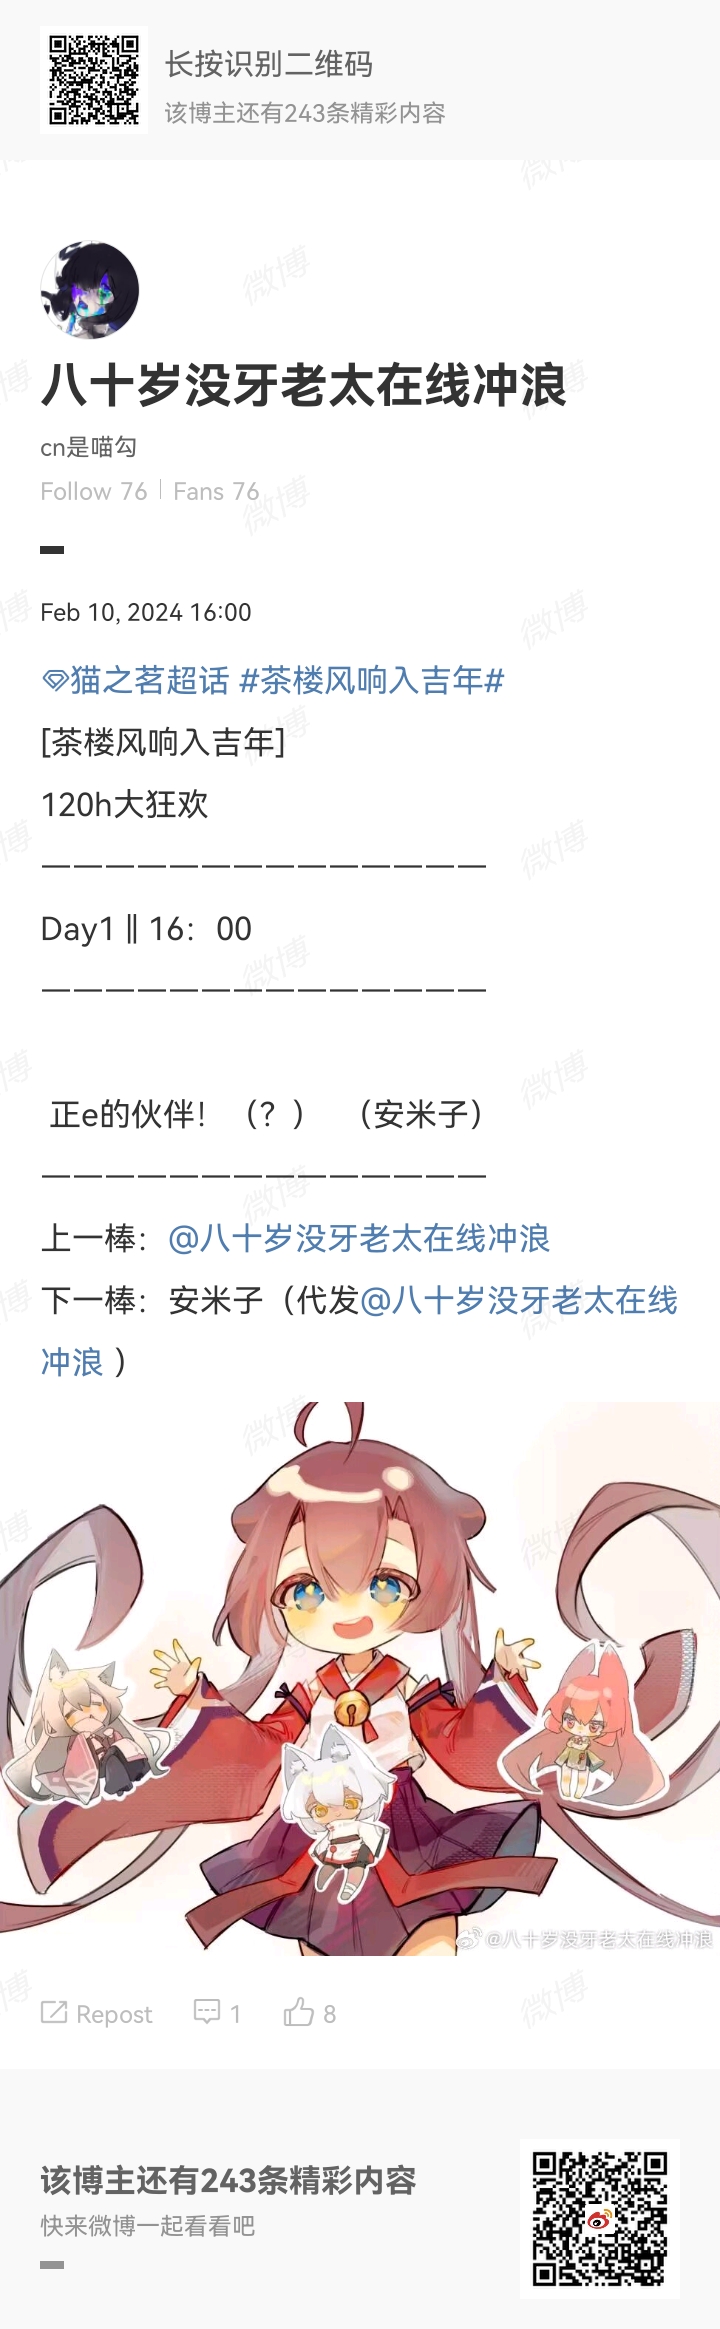 长按识别二维码
该博主还有243条精彩内容
八十岁没牙老太在线冲浪
cn是喵勾
Follow 76 | Fans 76
Feb 10, 2024 16:00
猫之茗超话 #茶楼风响入吉年#
[茶楼风响入吉年]
120h大狂欢
——————————————
Day1 || 16：00
——————————————
正e的伙伴！（？） （安米子）
——————————————
上一棒：@八十岁没牙老太在线冲浪
下一棒：安米子（代发@八十岁没牙老太在线
冲浪 ）
@八十岁没牙老太在线冲浪
Repost 1 8
该博主还有243条精彩内容
快来微博一起看看吧
微博